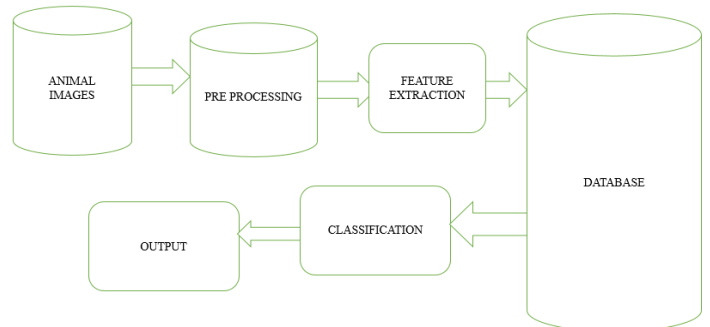 ANIMAL
IMAGES
PRE PROCESSING
FEATURE
EXTRACTION
DATABASE
CLASSIFICATION
OUTPUT